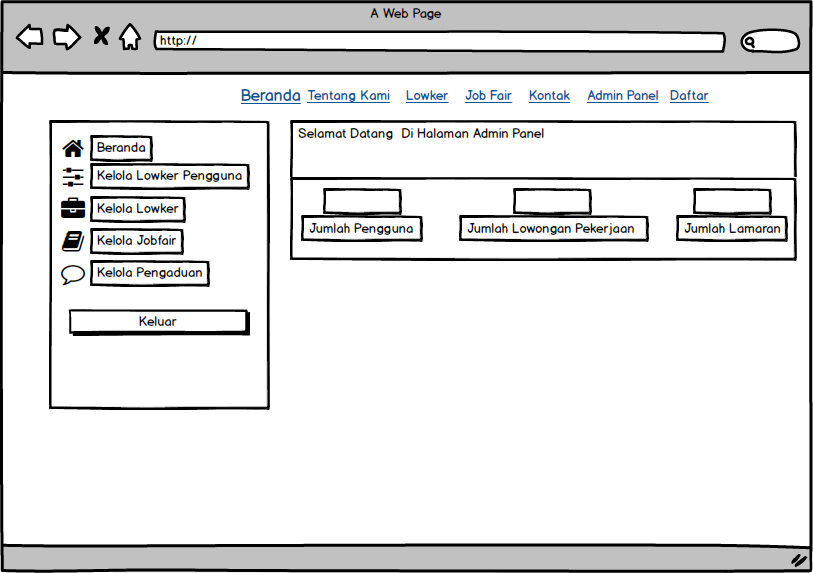 A Web Page
http://
Beranda Tentang Kami Lowker Job Fair Kontak Admin Panel Daftar
Beranda
Kelola Lowker Pengguna
Kelola Lowker
Kelola Jobfair
Kelola Pengaduan
Keluar
Selamat Datang Di Halaman Admin Panel
Jumlah Pengguna Jumlah Lowongan Pekerjaan Jumlah Lamaran